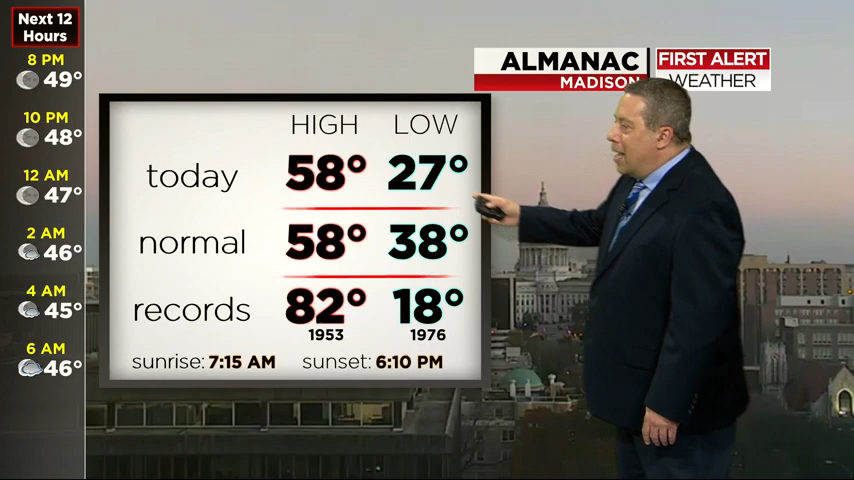 Next 12
Hours
8 PM
49°
10 PM
48°
12 AM
47°
2 AM
46°
4 AM
45°
6 AM
46°
ALMANAC
MADISON
FIRST ALERT
WEATHER
HIGH LOW
today 58° 27°
normal 58° 38°
records 82° 18°
1953 1976
sunrise: 7:15 AM sunset: 6:10 PM